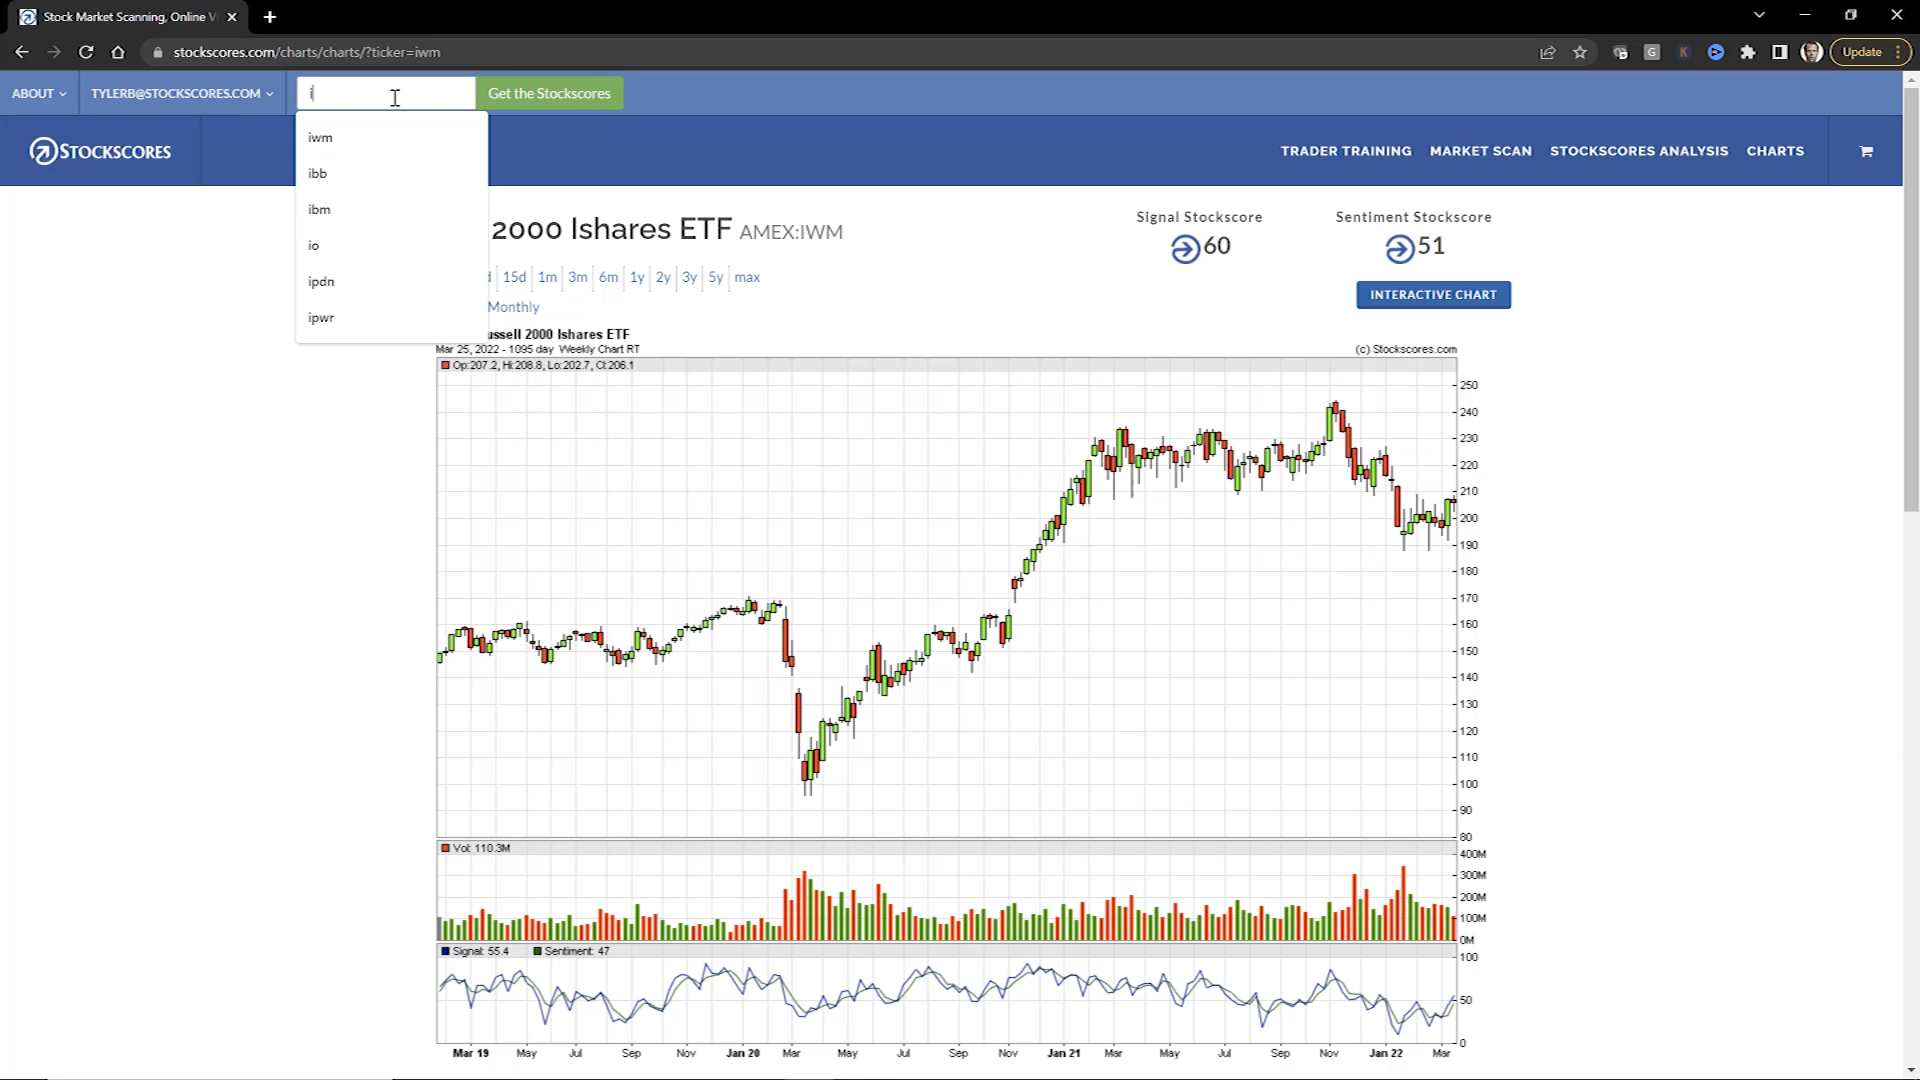 Stock Market Scanning, Online V
stockscores.com/charts/charts/?ticker=iwm
Update
ABOUT
TYLERB@STOCKSCORES.COM
i
Get the Stockscores
iwm
ibb
ibm
io
ipdn
ipwr
STOCKSCORES
TRADER TRAINING
MARKET SCAN
STOCKSCORES ANALYSIS
CHARTS
2000 Ishares ETF AMEX:IWM
Signal Stockscore
60
Sentiment Stockscore
51
15d 1m 3m 6m 1y 2y 3y 5y max
Monthly
INTERACTIVE CHART
ussell 2000 Ishares ETF
Mar 25, 2022 - 1095 day Weekly Chart RT
(c) Stockscores.com
Op:207.2, Hi:208.8, Lo:202.7, Cl:206.1
250
240
230
220
210
200
190
180
170
160
150
140
130
120
110
100
90
80
Vol: 110.3M
400M
300M
200M
100M
0M
Signal: 55.4 Sentiment: 47
100
50
0
Mar 19 May Jul Sep Nov Jan 20 Mar May Jul Sep Nov Jan 21 Mar May Jul Sep Nov Jan 22 Mar